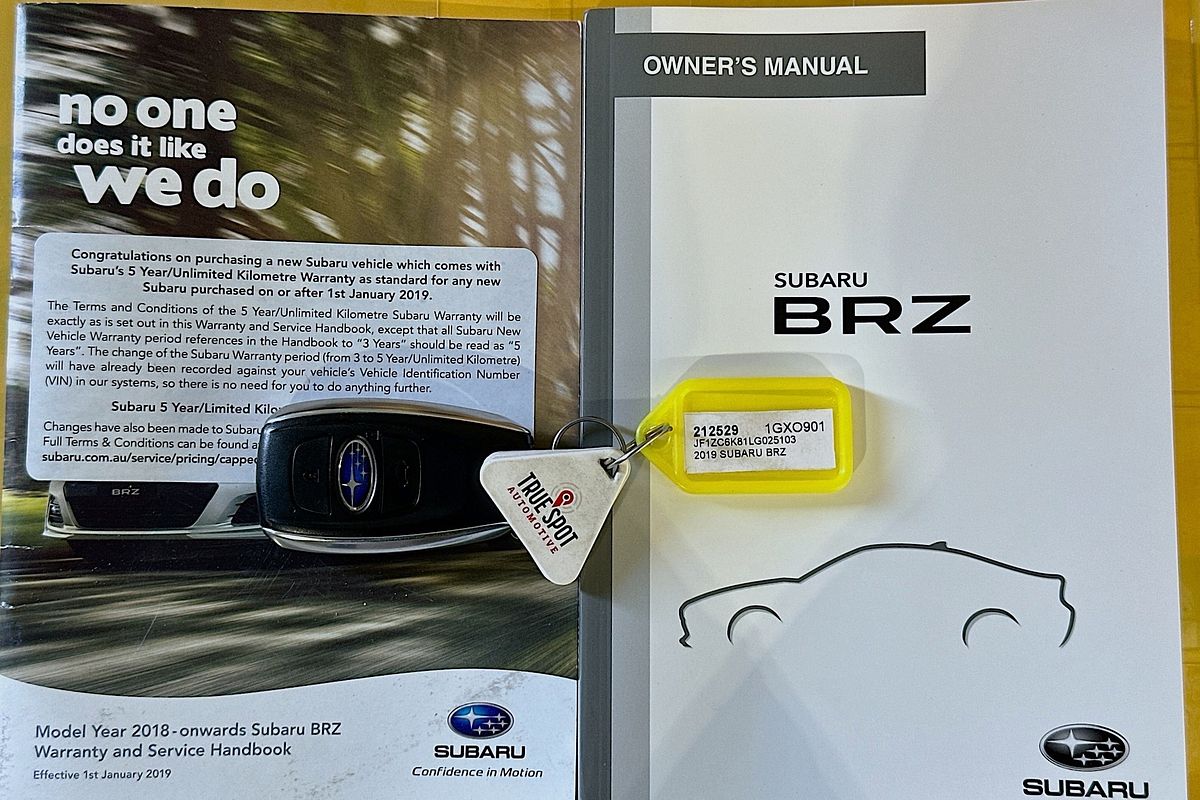 no one
does it like
we do
Congratulations on purchasing a new Subaru vehicle which comes with
Subaru's 5 Year/Unlimited Kilometre Warranty as standard for any new
Subaru purchased on or after 1st January 2019.
The Terms and Conditions of the 5 Year/Unlimited Kilometre Subaru Warranty will be
exactly as is set out in this Warranty and Service Handbook, except that all Subaru New
Vehicle Warranty period references in the Handbook to "3 Years" should be read as "5
Years". The change of the Subaru Warranty period (from 3 to 5 Year/Unlimited Kilometre)
will have already been recorded against your vehicle's Vehicle Identification Number
(VIN) in our systems, so there is no need for you to do anything further.
Subaru 5 Year/Limited Kilo
Changes have also been made to Subaru
Full Terms & Conditions can be found a
subaru.com.au/service/pricing/cappe
BRZ
Model Year 2018-onwards Subaru BRZ
Warranty and Service Handbook
Effective 1st January 2019
SUBARU
Confidence in Motion
TRUE SPOT
AUTOMOTIVE
OWNER'S MANUAL
SUBARU
BRZ
212529 1GXO901
JF1ZC6K81LG025103
2019 SUBARU BRZ
SUBARU